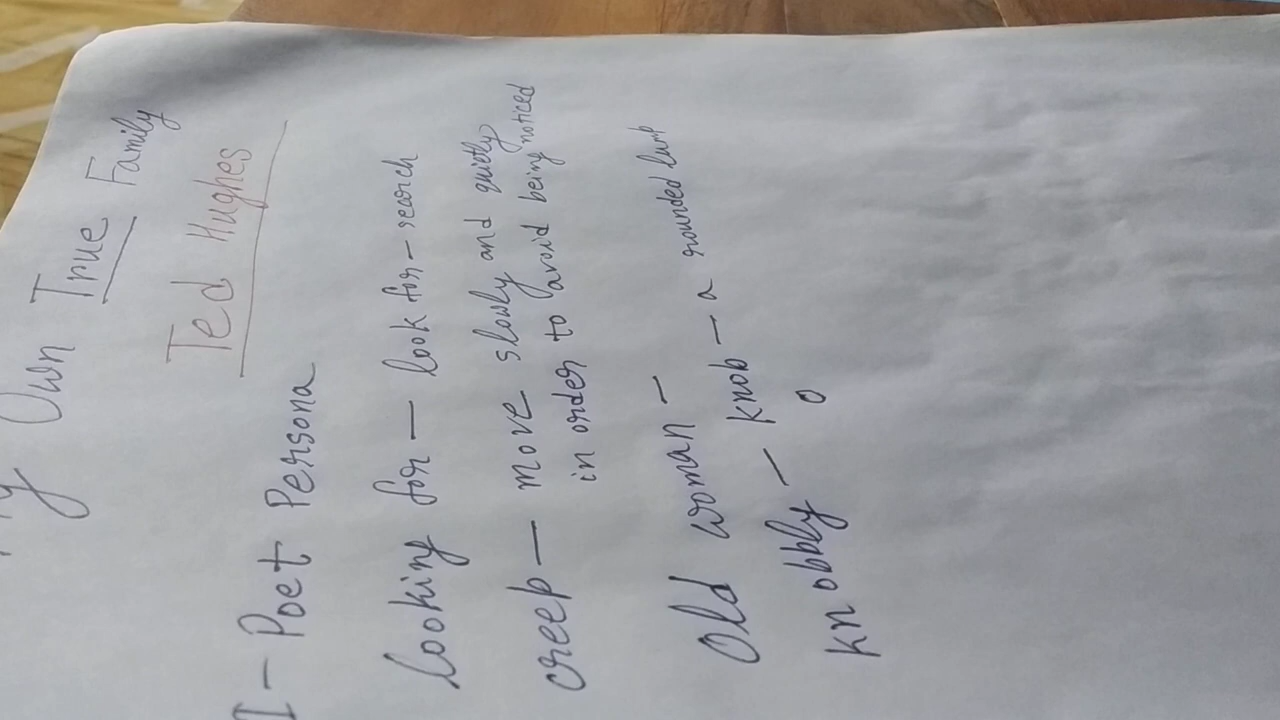 y Own True Family
Ted Hughes
I - Poet Persona
looking for - look for - search
creep - move slowly and quietly
in order to avoid being noticed
Old woman -
knobbly - knob - a rounded lump